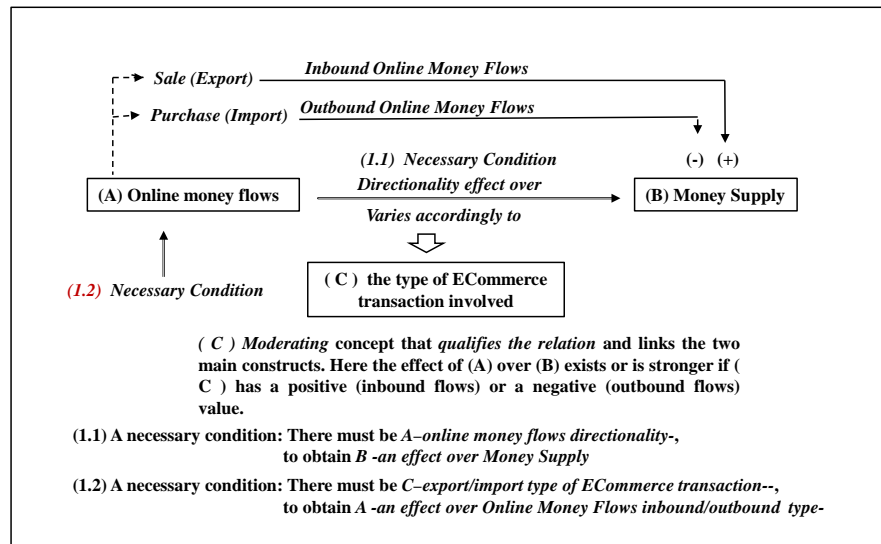 Sale (Export)
Inbound Online Money Flows
Purchase (Import)
Outbound Online Money Flows
(1.1) Necessary Condition
(-) (+)
Directionality effect over
(A) Online money flows
(B) Money Supply
Varies accordingly to
(1.2) Necessary Condition
( C ) the type of ECommerce
transaction involved
( C ) Moderating concept that qualifies the relation and links the two
main constructs. Here the effect of (A) over (B) exists or is stronger if (
C ) has a positive (inbound flows) or a negative (outbound flows)
value.
(1.1) A necessary condition: There must be A–online money flows directionality-,
to obtain B -an effect over Money Supply
(1.2) A necessary condition: There must be C–export/import type of ECommerce transaction--,
to obtain A -an effect over Online Money Flows inbound/outbound type-